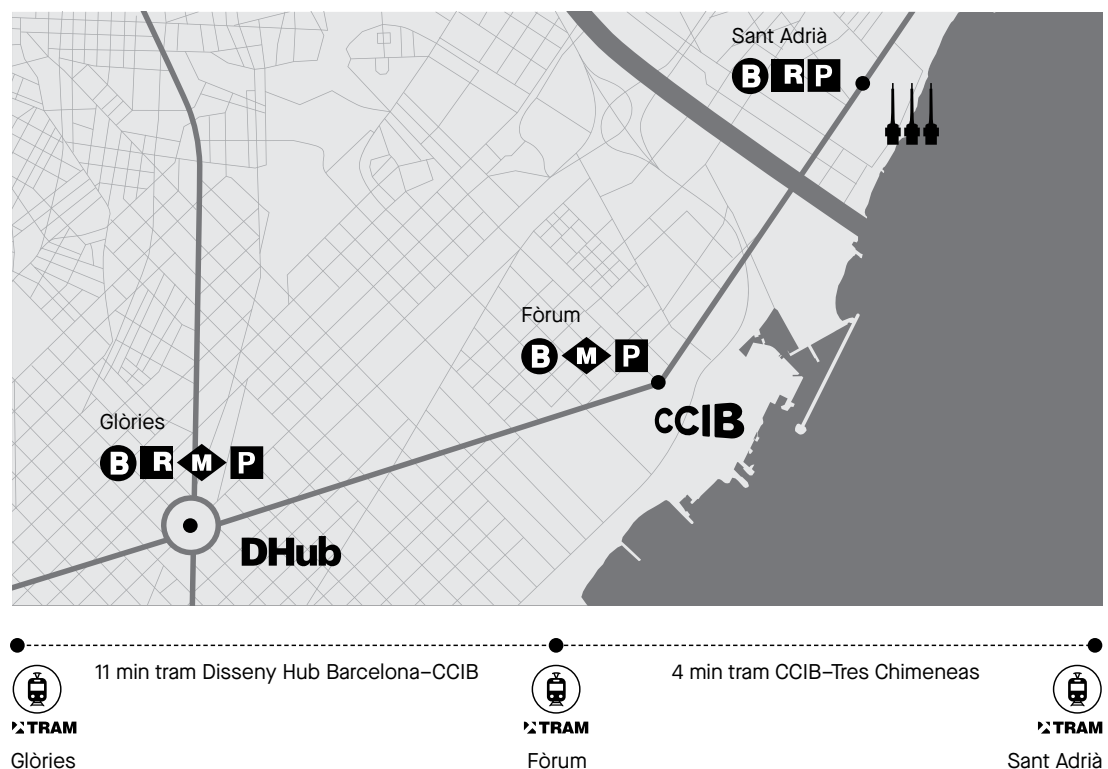 Sant Adrià
B R P
Fòrum
B M P
CCIB
Glòries
B R M P
DHub
11 min tram Disseny Hub Barcelona–CCIB
4 min tram CCIB–Tres Chimeneas
TRAM
TRAM
TRAM
Glòries
Fòrum
Sant Adrià